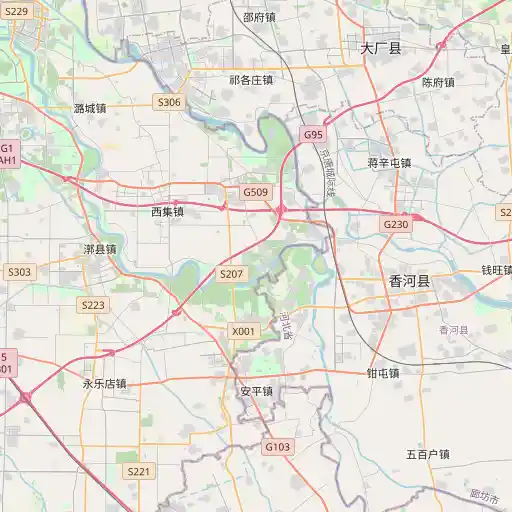 S229
邵府镇
大厂县
皇
祁各庄镇
陈府镇
S306
潞城镇
G95
G1
AH1
京唐城际线
蒋辛屯镇
G509
西集镇
G230
S2
漷县镇
S303
S207
香河县
钱旺镇
S223
河北省
X001
香河县
5
301
永乐店镇
钳屯镇
安平镇
G103
五百户镇
S221
廊坊市